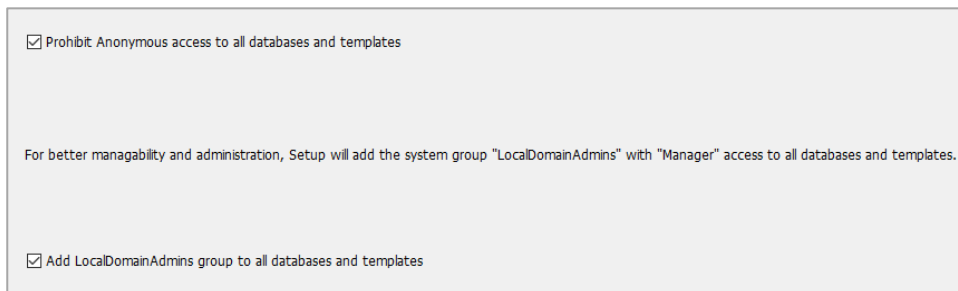 Prohibit Anonymous access to all databases and templates
For better managability and administration, Setup will add the system group "LocalDomainAdmins" with "Manager" access to all databases and templates.
Add LocalDomainAdmins group to all databases and templates